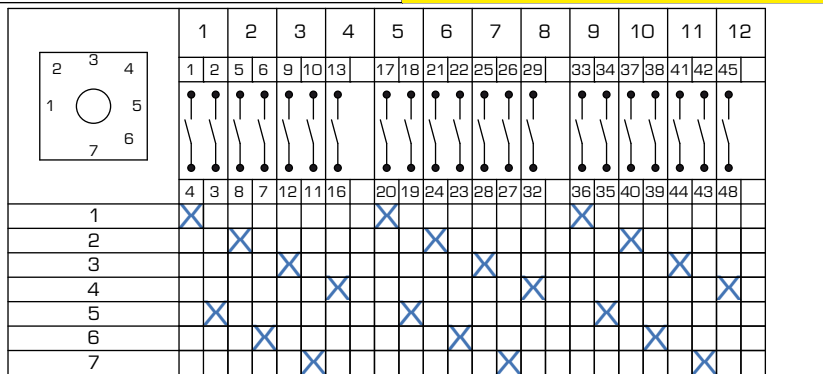 1 2 3 4 5 6 7 8 9 10 11 12
2 3 4
1 5
6
7
1 2 5 6 9 10 13 17 18 21 22 25 26 29 33 34 37 38 41 42 45
4 3 8 7 12 11 16 20 19 24 23 28 27 32 36 35 40 39 44 43 48
1 X X X
2 X X X
3 X X X
4 X X X
5 X X X
6 X X X
7 X X X